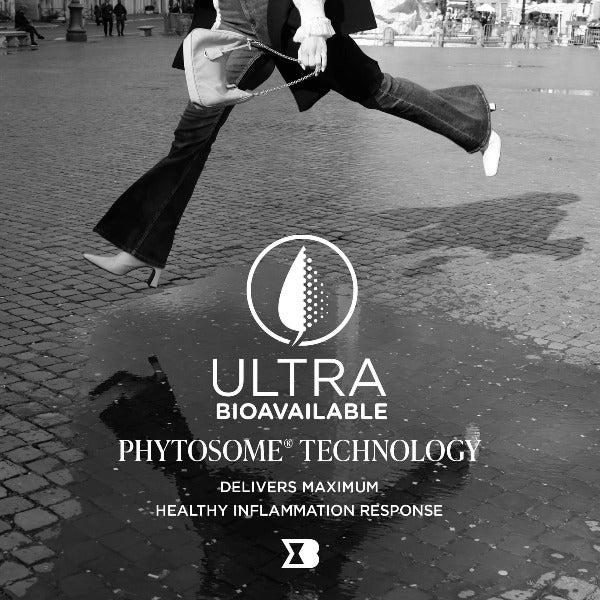 ULTRA
BIOAVAILABLE
PHYTOSOME® TECHNOLOGY
DELIVERS MAXIMUM
HEALTHY INFLAMMATION RESPONSE